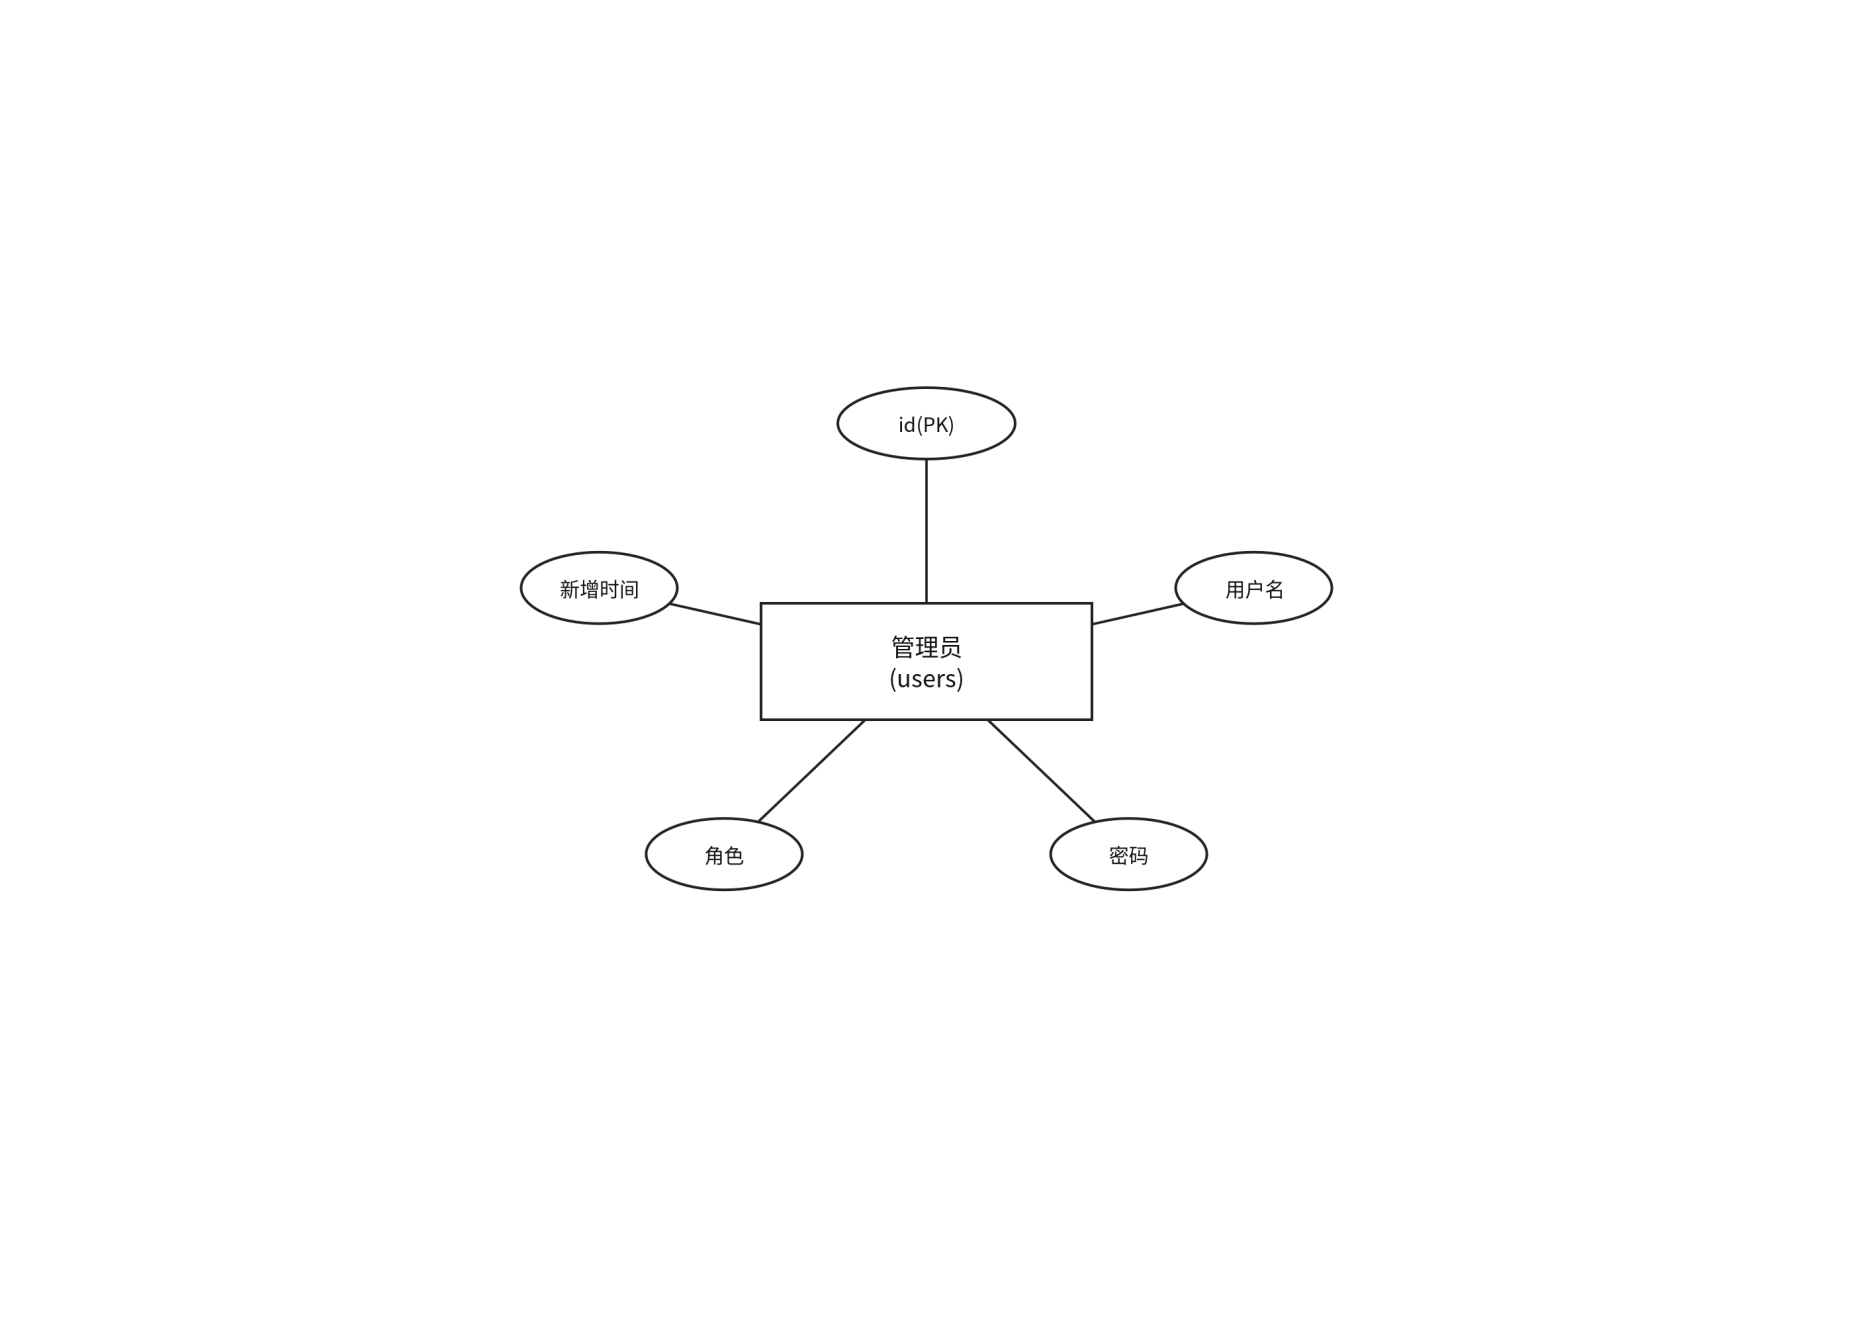 id(PK)
新增时间
用户名
管理员
(users)
角色
密码